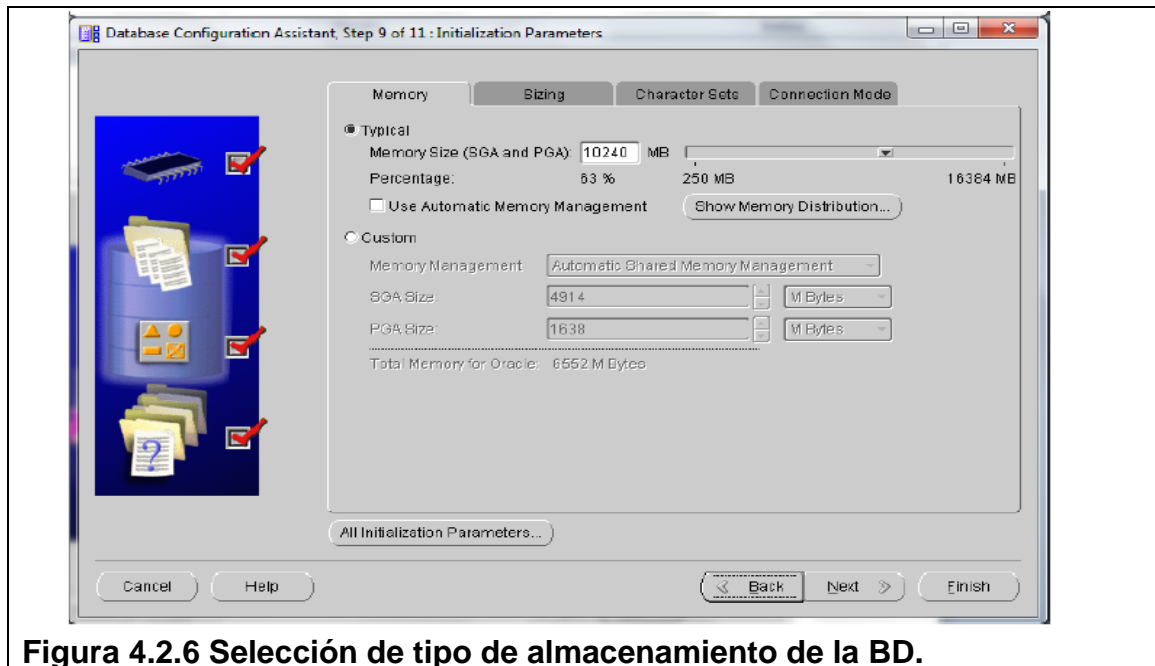 Database Configuration Assistant, Step 9 of 11 : Initialization Parameters
Memory Sizing Character Sets Connection Mode
Typical
Memory Size (SGA and PGA): 10240 MB
Percentage: 63 % 250 MB 16384 MB
Use Automatic Memory Management Show Memory Distribution...
Custom
Memory Management Automatic Shared Memory Management
SGA Size: 4914 M Bytes
PGA Size: 1638 M Bytes
Total Memory for Oracle: 6552 M Bytes
?
All Initialization Parameters...
Cancel Help Back Next Finish
Figura 4.2.6 Selección de tipo de almacenamiento de la BD.